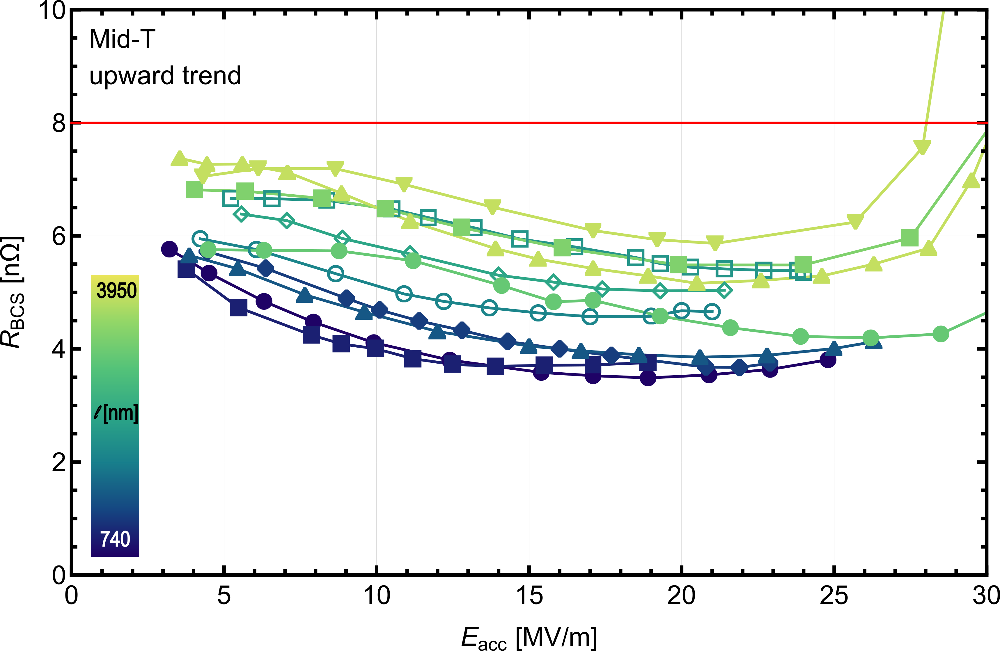 Mid-T
upward trend
10
8
6
4
2
0
R_BCS [nΩ]
3950
ℓ [nm]
740
0 5 10 15 20 25 30
E_acc [MV/m]